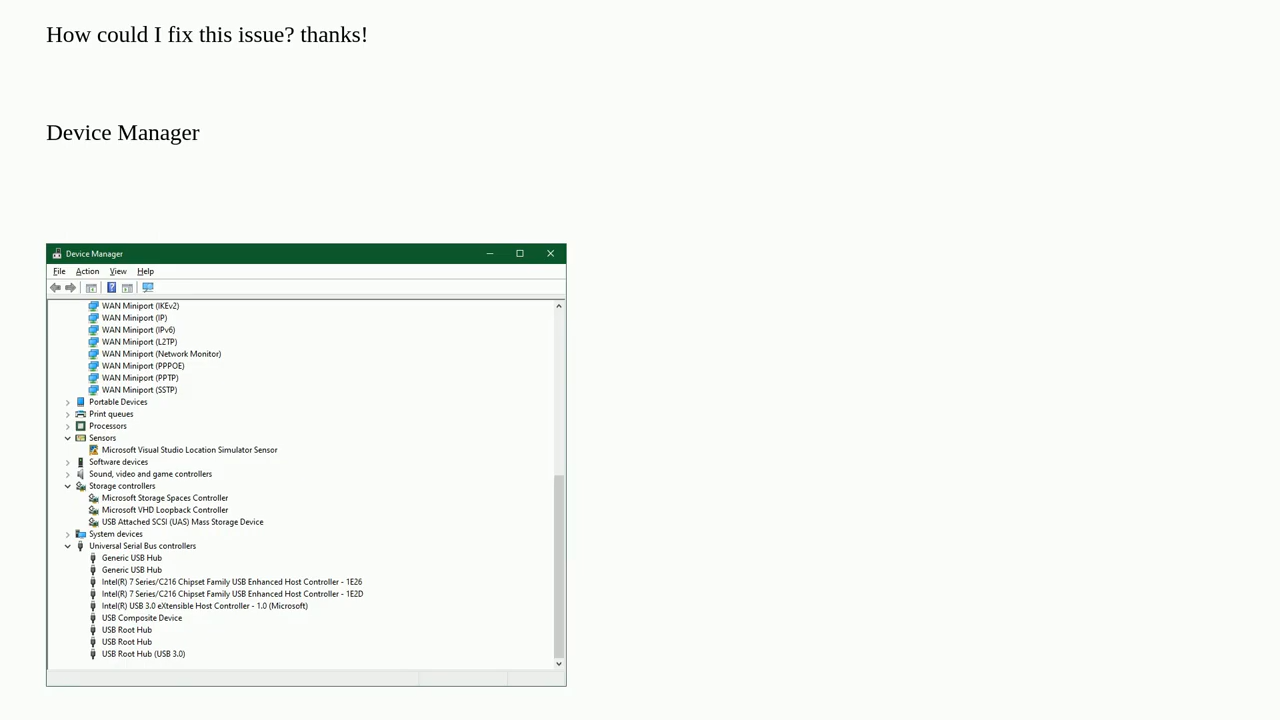 How could I fix this issue? thanks!
Device Manager
Device Manager
File Action View Help
WAN Miniport (IKEv2)
WAN Miniport (IP)
WAN Miniport (IPv6)
WAN Miniport (L2TP)
WAN Miniport (Network Monitor)
WAN Miniport (PPPOE)
WAN Miniport (PPTP)
WAN Miniport (SSTP)
Portable Devices
Print queues
Processors
Sensors
Microsoft Visual Studio Location Simulator Sensor
Software devices
Sound, video and game controllers
Storage controllers
Microsoft Storage Spaces Controller
Microsoft VHD Loopback Controller
USB Attached SCSI (UAS) Mass Storage Device
System devices
Universal Serial Bus controllers
Generic USB Hub
Generic USB Hub
Intel(R) 7 Series/C216 Chipset Family USB Enhanced Host Controller - 1E26
Intel(R) 7 Series/C216 Chipset Family USB Enhanced Host Controller - 1E2D
Intel(R) USB 3.0 eXtensible Host Controller - 1.0 (Microsoft)
USB Composite Device
USB Root Hub
USB Root Hub
USB Root Hub (USB 3.0)